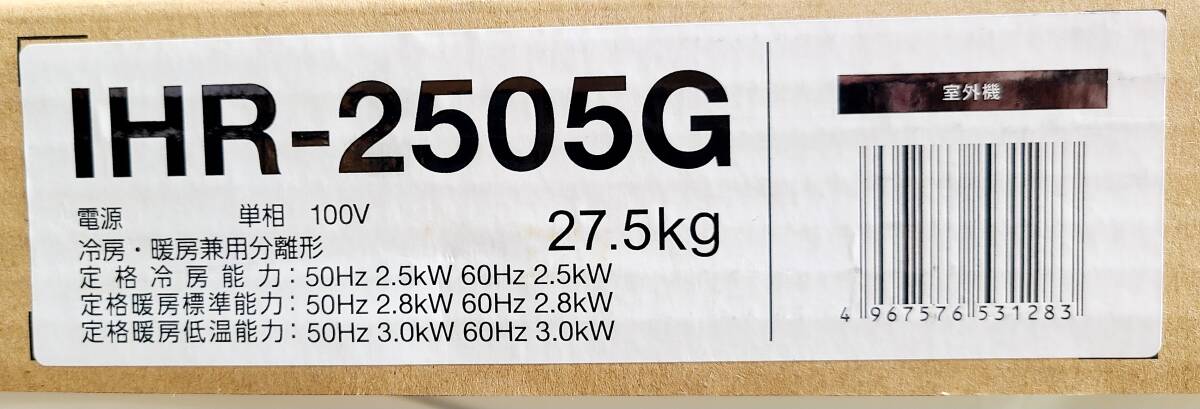 IHR-2505G
電源 単相 100V
27.5kg
冷房・暖房兼用分離形
定格冷房能力：50Hz 2.5kW 60Hz 2.5kW
定格暖房標準能力：50Hz 2.8kW 60Hz 2.8kW
定格暖房低温能力：50Hz 3.0kW 60Hz 3.0kW
室外機
4 967576 531283